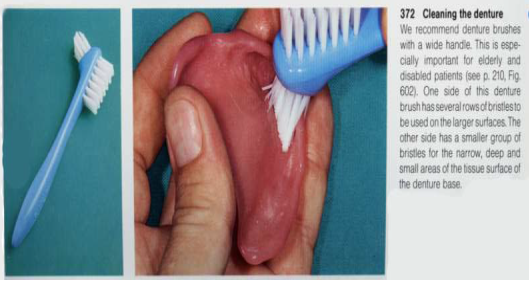 372 Cleaning the denture
We recommend denture brushes
with a wide handle. This is espe-
cially important for elderly and
disabled patients (see p. 210, Fig.
602). One side of this denture
brush has several rows of bristles to
be used on the larger surfaces. The
other side has a smaller group of
bristles for the narrow, deep and
small areas of the tissue surface of
the denture base.